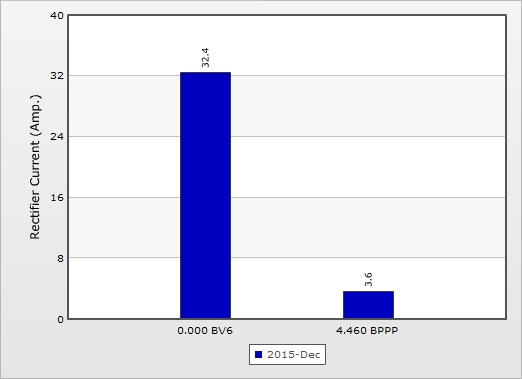 40
32
24
16
8
0
Rectifier Current (Amp.)
32.4
3.6
0.000 BV6
4.460 BPPP
2015-Dec